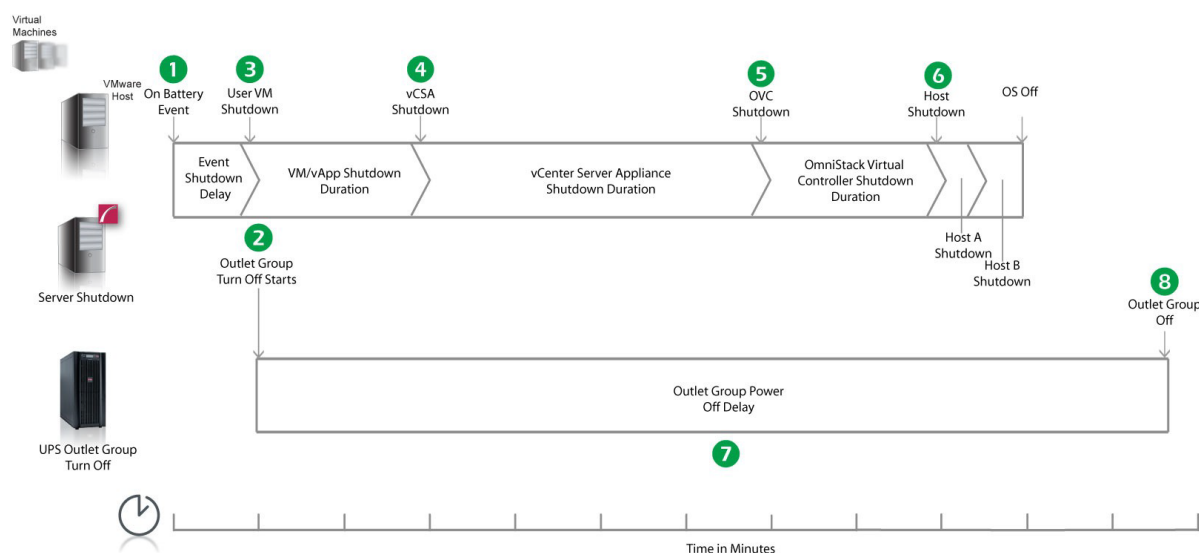 Virtual
Machines
VMware
Host
1
On Battery
Event
3
User VM
Shutdown
4
vCSA
Shutdown
5
OVC
Shutdown
6
Host
Shutdown
OS Off
Event
Shutdown
Delay
VM/vApp Shutdown
Duration
vCenter Server Appliance
Shutdown Duration
OmniStack Virtual
Controller Shutdown
Duration
Host A
Shutdown
Host B
Shutdown
Server Shutdown
2
Outlet Group
Turn Off Starts
8
Outlet Group
Off
Outlet Group Power
Off Delay
7
UPS Outlet Group
Turn Off
Time in Minutes